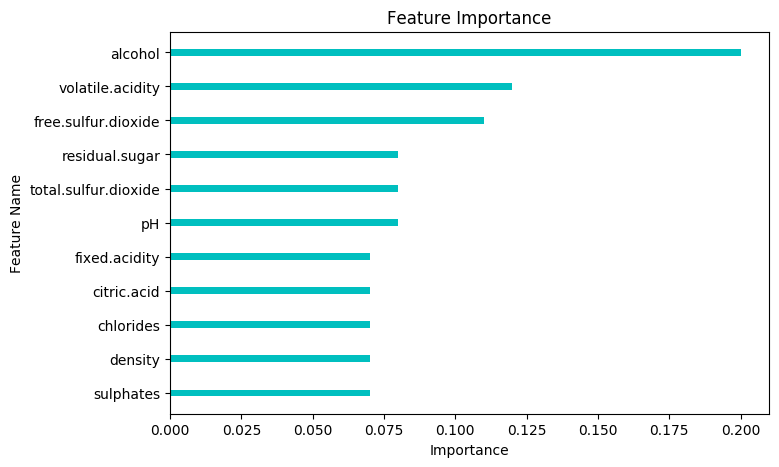 Feature Importance
alcohol
volatile.acidity
free.sulfur.dioxide
residual.sugar
total.sulfur.dioxide
pH
fixed.acidity
citric.acid
chlorides
density
sulphates
Feature Name
0.000 0.025 0.050 0.075 0.100 0.125 0.150 0.175 0.200
Importance